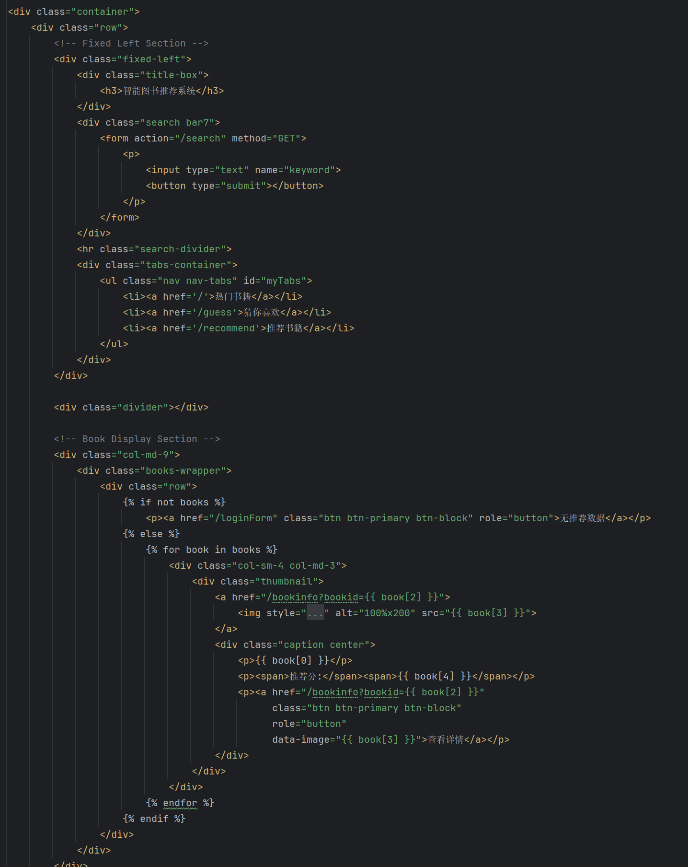 <div class="container">
<div class="row">
<!-- Fixed Left Section -->
<div class="fixed-left">
<div class="title-box">
<h3>智能图书推荐系统</h3>
</div>
<div class="search bar7">
<form action="/search" method="GET">
<p>
<input type="text" name="keyword">
<button type="submit"></button>
</p>
</form>
</div>
<hr class="search-divider">
<div class="tabs-container">
<ul class="nav nav-tabs" id="myTabs">
<li><a href='/'>热门书籍</a></li>
<li><a href='/guess'>猜你喜欢</a></li>
<li><a href='/recommend'>推荐书籍</a></li>
</ul>
</div>
</div>
<div class="divider"></div>
<!-- Book Display Section -->
<div class="col-md-9">
<div class="books-wrapper">
<div class="row">
{% if not books %}
<p><a href="/loginForm" class="btn btn-primary btn-block" role="button">无推荐数据</a></p>
{% else %}
{% for book in books %}
<div class="col-sm-4 col-md-3">
<div class="thumbnail">
<a href="/bookinfo?bookid={{ book[2] }}">
<img style="..." alt="100%x200" src="{{ book[3] }}">
</a>
<div class="caption center">
<p>{{ book[0] }}</p>
<p><span>推荐分:</span><span>{{ book[4] }}</span></p>
<p><a href="/bookinfo?bookid={{ book[2] }}"
class="btn btn-primary btn-block"
role="button"
data-image="{{ book[3] }}">查看详情</a></p>
</div>
</div>
</div>
{% endfor %}
{% endif %}
</div>
</div>
</div>